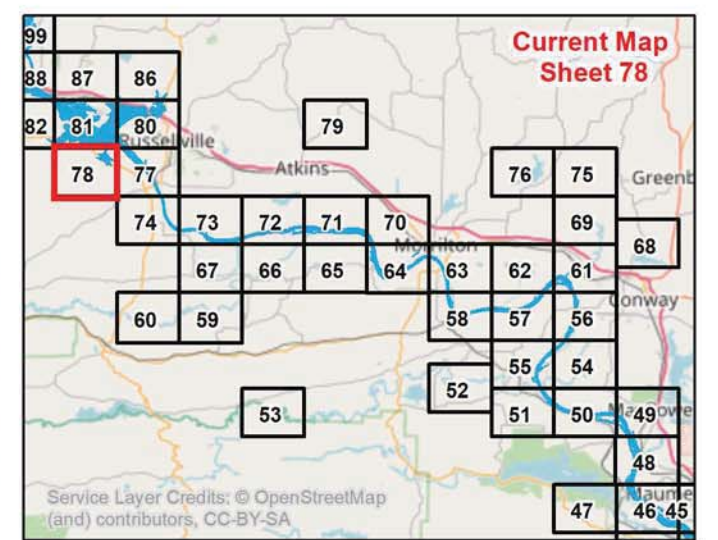 99
Current Map
Sheet 78
88 87 86
82 81 80 79
Russellville
78 77 Atkins 76 75 Greenb
74 73 72 71 70 69
Morrilton 68
67 66 65 64 63 62 61
Conway
60 59 58 57 56
55 54
52
53 51 50 49
48
Maume
47 46 45
Service Layer Credits: © OpenStreetMap
(and) contributors, CC-BY-SA